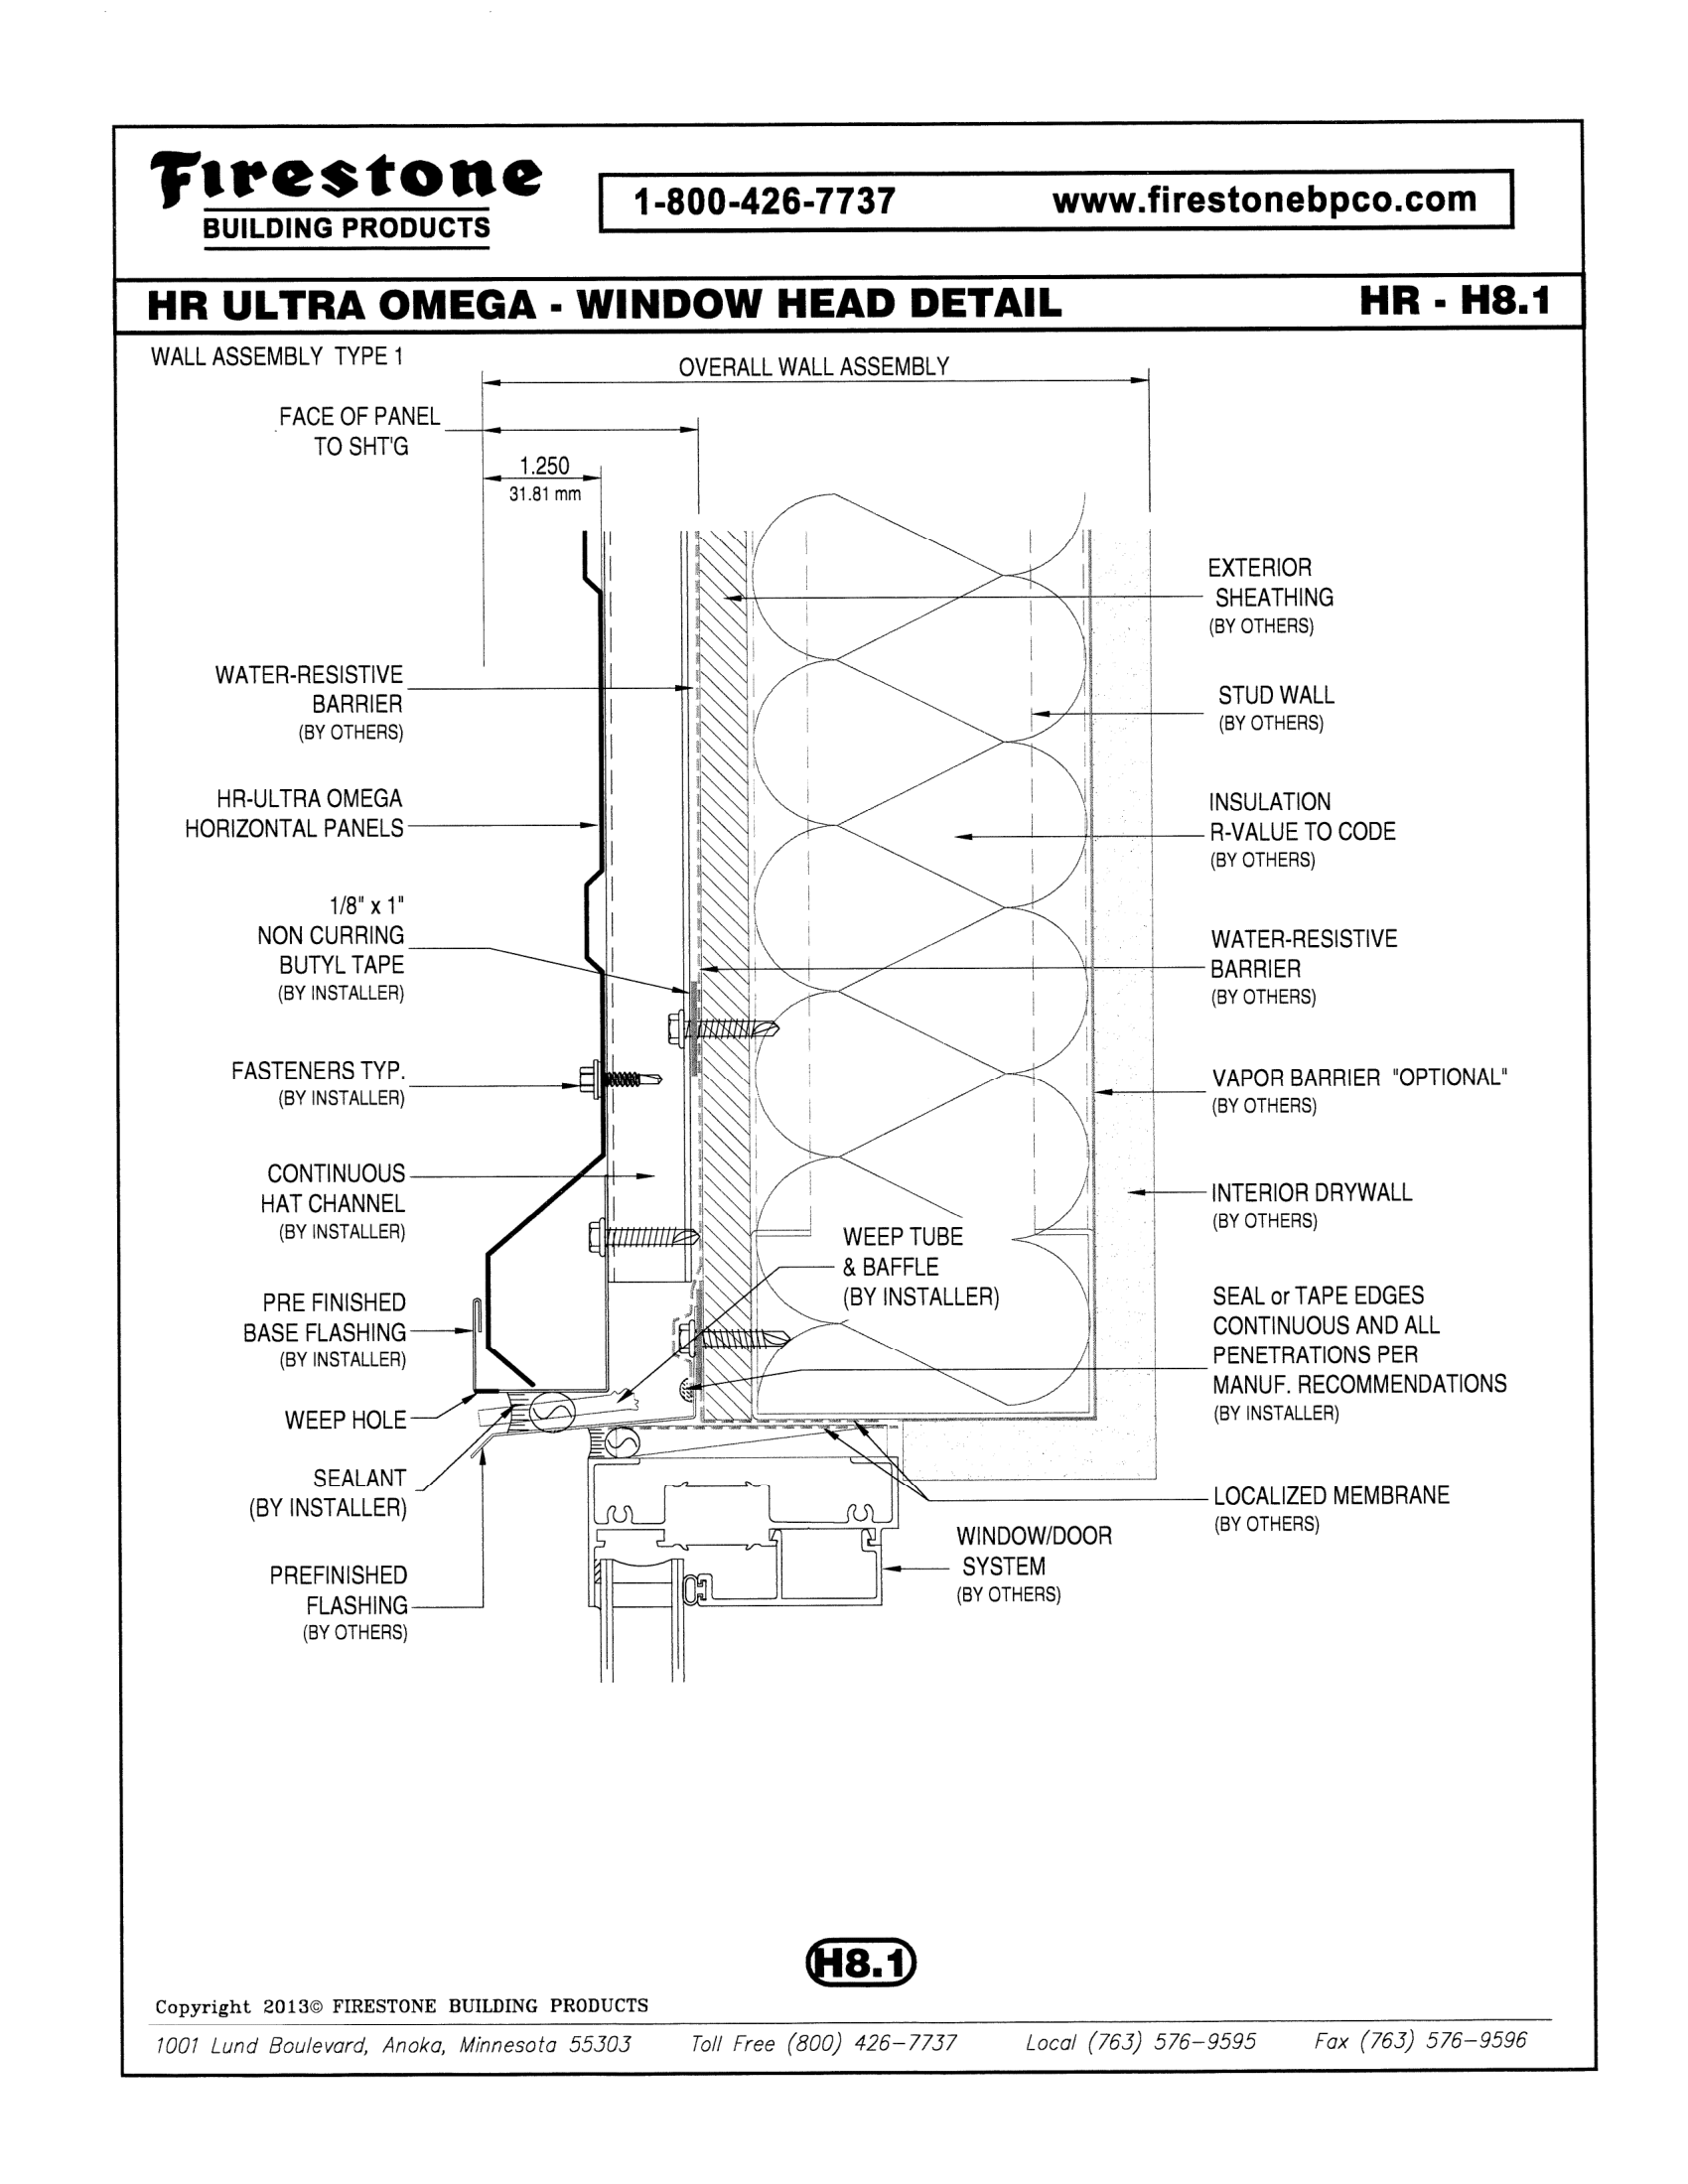 Firestone
BUILDING PRODUCTS
1-800-426-7737 www.firestonebpco.com
HR ULTRA OMEGA - WINDOW HEAD DETAIL HR - H8.1
WALL ASSEMBLY TYPE 1
OVERALL WALL ASSEMBLY
FACE OF PANEL
TO SHT'G
1.250
31.81 mm
WATER-RESISTIVE
BARRIER
(BY OTHERS)
HR-ULTRA OMEGA
HORIZONTAL PANELS
1/8" x 1"
NON CURRING
BUTYL TAPE
(BY INSTALLER)
FASTENERS TYP.
(BY INSTALLER)
CONTINUOUS
HAT CHANNEL
(BY INSTALLER)
PRE FINISHED
BASE FLASHING
(BY INSTALLER)
WEEP HOLE
SEALANT
(BY INSTALLER)
PREFINISHED
FLASHING
(BY OTHERS)
WEEP TUBE
& BAFFLE
(BY INSTALLER)
EXTERIOR
SHEATHING
(BY OTHERS)
STUD WALL
(BY OTHERS)
INSULATION
R-VALUE TO CODE
(BY OTHERS)
WATER-RESISTIVE
BARRIER
(BY OTHERS)
VAPOR BARRIER "OPTIONAL"
(BY OTHERS)
INTERIOR DRYWALL
(BY OTHERS)
SEAL or TAPE EDGES
CONTINUOUS AND ALL
PENETRATIONS PER
MANUF. RECOMMENDATIONS
(BY INSTALLER)
LOCALIZED MEMBRANE
(BY OTHERS)
WINDOW/DOOR
SYSTEM
(BY OTHERS)
H8.1
Copyright 2013© FIRESTONE BUILDING PRODUCTS
1001 Lund Boulevard, Anoka, Minnesota 55303 Toll Free (800) 426-7737 Local (763) 576-9595 Fax (763) 576-9596